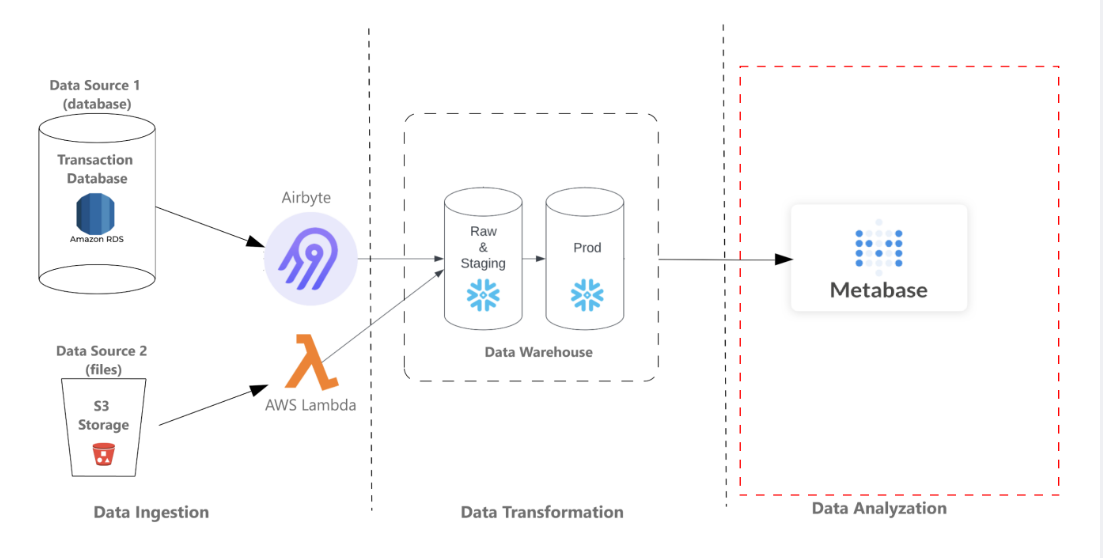 Data Source 1
(database)
Transaction
Database
Amazon RDS
Airbyte
Data Source 2
(files)
S3
Storage
AWS Lambda
Data Ingestion
Raw
&
Staging
Prod
Data Warehouse
Data Transformation
Metabase
Data Analyzation